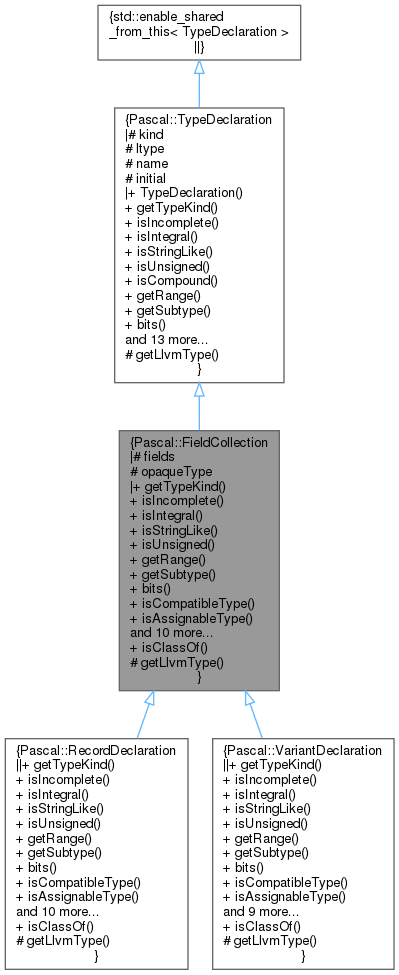 {std::enable_shared
_from_this< TypeDeclaration >
||}
{Pascal::TypeDeclaration
|# kind
# ltype
# name
# initial
|+ TypeDeclaration()
+ getTypeKind()
+ isIncomplete()
+ isIntegral()
+ isStringLike()
+ isUnsigned()
+ isCompound()
+ getRange()
+ getSubtype()
+ bits()
and 13 more...
# getLlvmType()
}
{Pascal::FieldCollection
|# fields
# opaqueType
|+ getTypeKind()
+ isIncomplete()
+ isIntegral()
+ isStringLike()
+ isUnsigned()
+ getRange()
+ getSubtype()
+ bits()
+ isCompatibleType()
+ isAssignableType()
and 10 more...
+ isClassOf()
# getLlvmType()
}
{Pascal::RecordDeclaration
||+ getTypeKind()
+ isIncomplete()
+ isIntegral()
+ isStringLike()
+ isUnsigned()
+ getRange()
+ getSubtype()
+ bits()
+ isCompatibleType()
+ isAssignableType()
and 10 more...
+ isClassOf()
# getLlvmType()
}
{Pascal::VariantDeclaration
||+ getTypeKind()
+ isIncomplete()
+ isIntegral()
+ isStringLike()
+ isUnsigned()
+ getRange()
+ getSubtype()
+ bits()
+ isCompatibleType()
+ isAssignableType()
and 9 more...
+ isClassOf()
# getLlvmType()
}